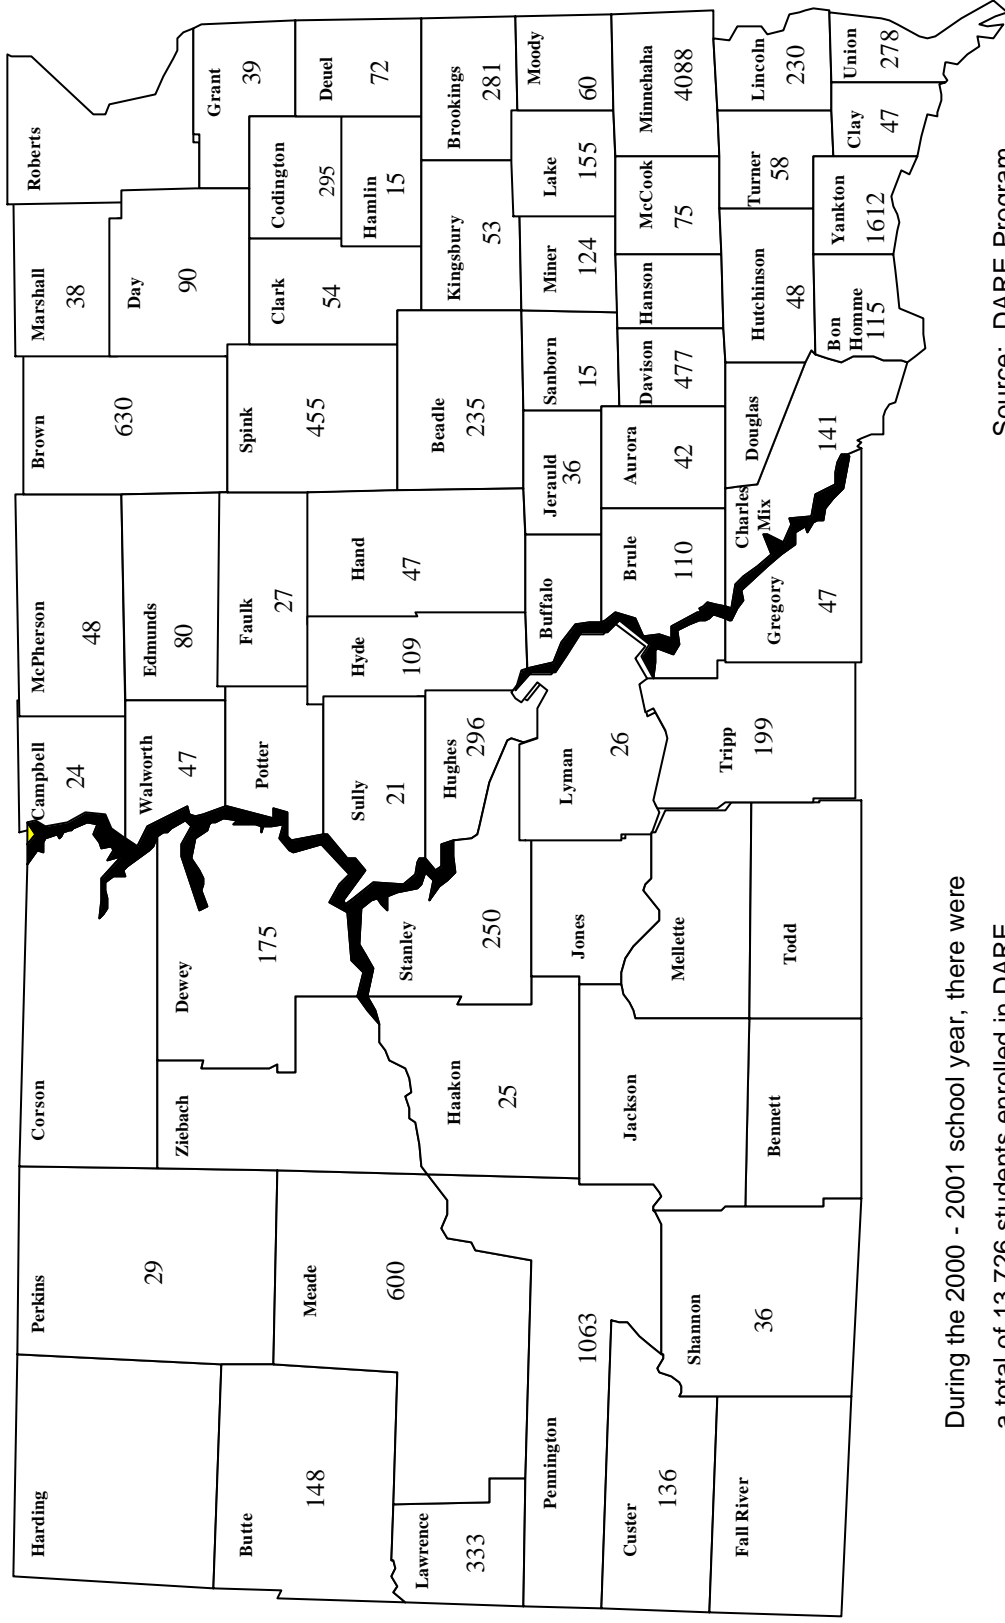 Harding
Perkins
29
Corson
Campbell
24
McPherson
48
Brown
630
Marshall
38
Roberts
Day
90
Grant
39
Butte
148
Meade
600
Ziebach
Dewey
175
Walworth
47
Edmunds
80
Potter
Faulk
27
Spink
455
Clark
54
Codington
295
Deuel
72
Hamlin
15
Lawrence
333
Haakon
25
Stanley
250
Sully
21
Hyde
109
Hand
47
Beadle
235
Kingsbury
53
Brookings
281
Hughes
296
Pennington
1063
Jones
Lyman
26
Buffalo
Jerauld
36
Sanborn
15
Miner
124
Lake
155
Moody
60
Custer
136
Shannon
36
Jackson
Mellette
Brule
110
Aurora
42
Davison
477
Hanson
McCook
75
Minnehaha
4088
Fall River
Bennett
Todd
Tripp
199
Gregory
47
Charles
Mix
141
Douglas
Hutchinson
48
Turner
58
Lincoln
230
Bon
Homme
115
Yankton
1612
Clay
47
Union
278
During the 2000 - 2001 school year, there were
a total of 13,726 students enrolled in DARE
Source: DARE Program